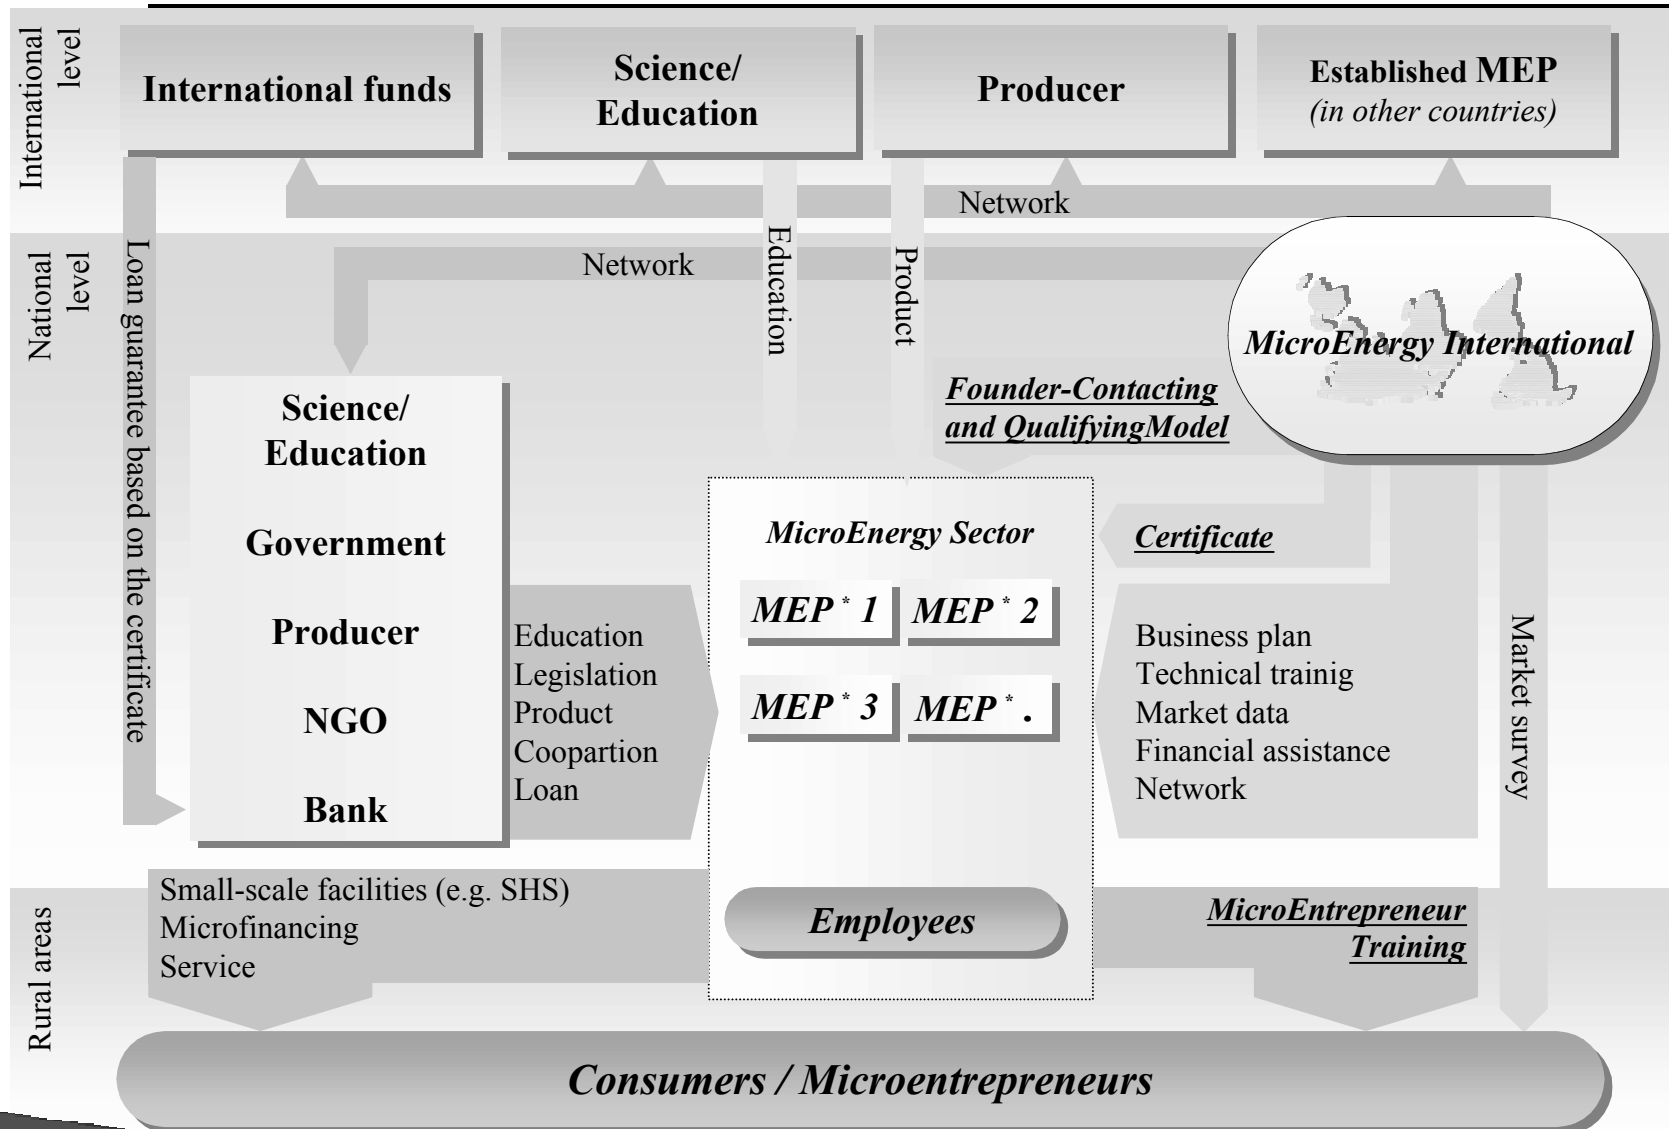 International
level
International funds
Science/
Education
Producer
Established MEP
(in other countries)
Network
National
level
Loan guarantee based on the certificate
Network
Education
Product
MicroEnergy International
Founder-Contacting
and QualifyingModel
Science/
Education
Government
Producer
NGO
Bank
Education
Legislation
Product
Coopartion
Loan
MicroEnergy Sector
MEP * 1
MEP * 2
MEP * 3
MEP * .
Certificate
Business plan
Technical trainig
Market data
Financial assistance
Network
Market survey
Rural areas
Small-scale facilities (e.g. SHS)
Microfinancing
Service
Employees
MicroEntrepreneur
Training
Consumers / Microentrepreneurs